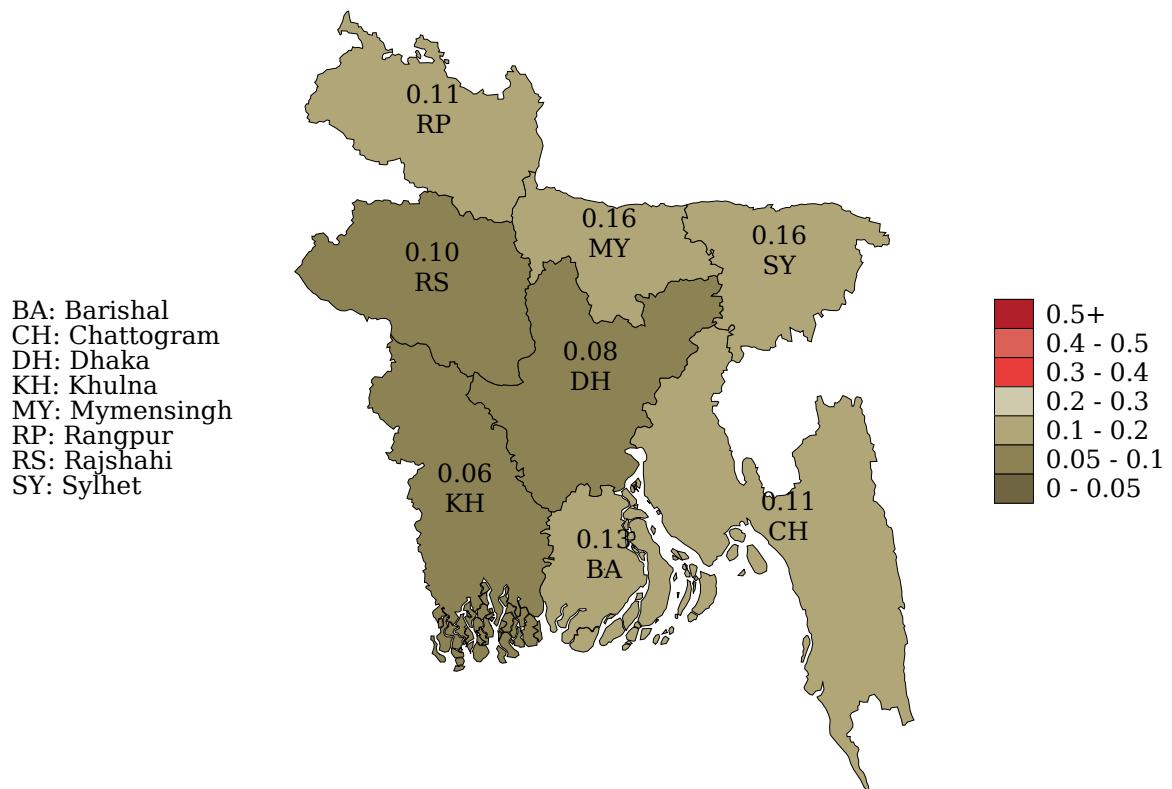 0.11
RP
0.16
MY
0.16
SY
0.10
RS
BA: Barishal
CH: Chattogram
DH: Dhaka
KH: Khulna
MY: Mymensingh
RP: Rangpur
RS: Rajshahi
SY: Sylhet
0.08
DH
0.06
KH
0.11
CH
0.13
BA
0.5+
0.4 - 0.5
0.3 - 0.4
0.2 - 0.3
0.1 - 0.2
0.05 - 0.1
0 - 0.05